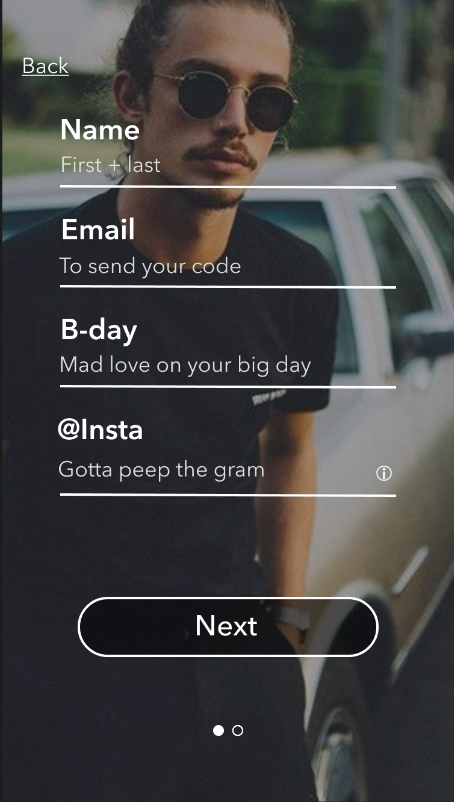 Back
Name
First + last
Email
To send your code
B-day
Mad love on your big day
@Insta
Gotta peep the gram
Next